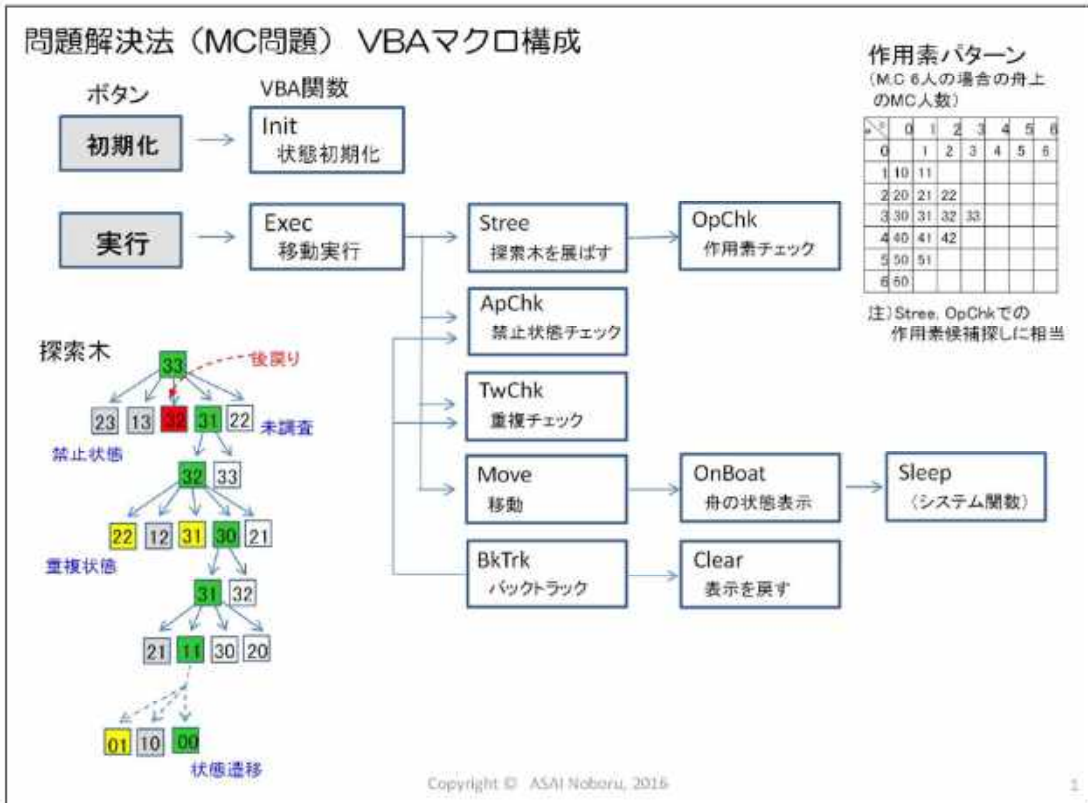 問題解決法（MC問題） VBAマクロ構成
ボタン
VBA関数
初期化
Init
状態初期化
実行
Exec
移動実行
Stree
探索木を展ばす
OpChk
作用素チェック
ApChk
禁止状態チェック
TwChk
重複チェック
Move
移動
OnBoat
舟の状態表示
Sleep
（システム関数）
BkTrk
バックトラック
Clear
表示を戻す
作用素パターン
（M.C 6人の場合の舟上
のMC人数）
0 1 2 3 4 5 6
0 1 2 3 4 5 6
1 10 11
2 20 21 22
3 30 31 32 33
4 40 41 42
5 50 51
6 60
注）Stree, OpChkでの
作用素候補探しに相当
探索木
33
後戻り
23 13 32 31 22
未調査
禁止状態
32 33
22 12 31 30 21
重複状態
31 32
21 11 30 20
01 10 00
状態遷移
Copyright © ASAI Noboru, 2016
1